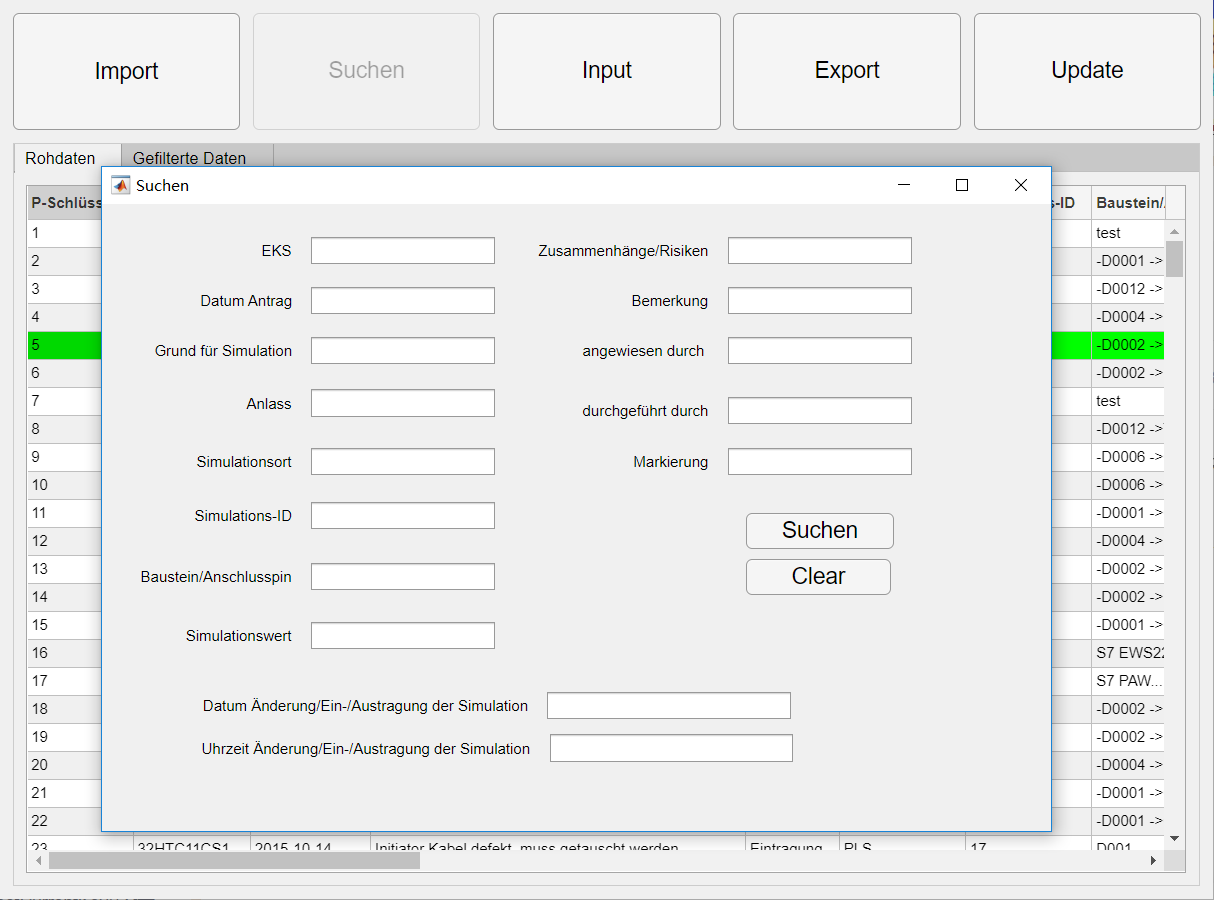 Import Suchen Input Export Update
Rohdaten Gefilterte Daten
P-Schlüss s-ID Baustein/
Suchen
EKS Zusammenhänge/Risiken
Datum Antrag Bemerkung
Grund für Simulation angewiesen durch
Anlass durchgeführt durch
Simulationsort Markierung
Simulations-ID
Suchen
Baustein/Anschlusspin Clear
Simulationswert
Datum Änderung/Ein-/Austragung der Simulation
Uhrzeit Änderung/Ein-/Austragung der Simulation
1 test
2 -D0001 ->
3 -D0012 ->
4 -D0004 ->
5 -D0002 ->
6 -D0002 ->
7 test
8 -D0012 ->
9 -D0006 ->
10 -D0006 ->
11 -D0001 ->
12 -D0004 ->
13 -D0002 ->
14 -D0002 ->
15 -D0001 ->
16 S7 EWS22
17 S7 PAW...
18 -D0002 ->
19 -D0002 ->
20 -D0004 ->
21 -D0001 ->
22 -D0001 ->
23 32HTC11CS1 2015-10-14 Initiator Kabel defekt, muss getauscht werden Eintragung PLS 17 D001